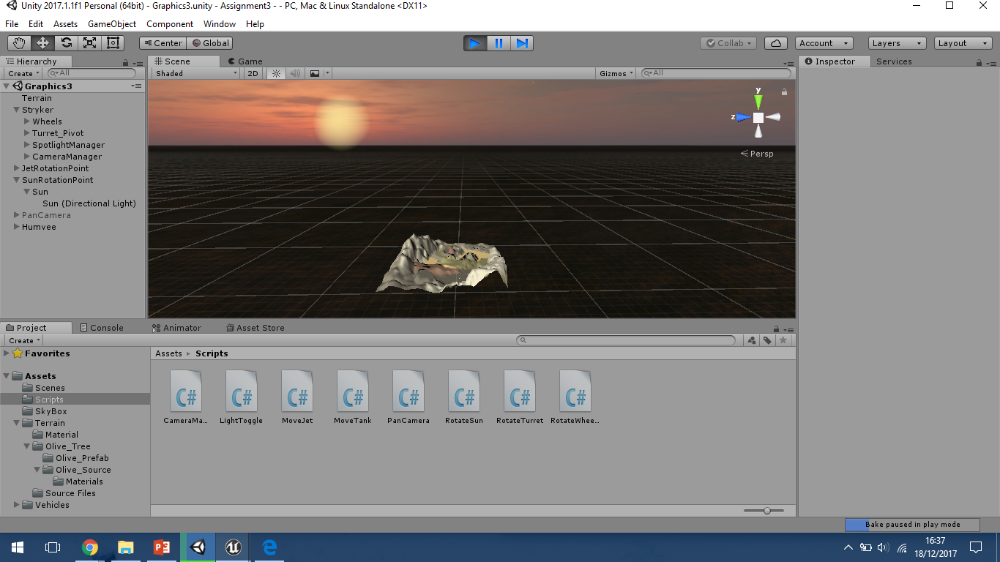 Unity 2017.1.1f1 Personal (64bit) - Graphics3.unity - Assignment3 - - PC, Mac & Linux Standalone <DX11>
File Edit Assets GameObject Component Window Help
Center Global Collab Account Layers Layout
Hierarchy Scene Game Inspector Services
Create All Shaded 2D Gizmos All
Graphics3
Terrain
Stryker
Wheels
Turret_Pivot
SpotlightManager
CameraManager
JetRotationPoint
SunRotationPoint
Sun
Sun (Directional Light)
PanCamera
Humvee
y
z
Persp
Project Console Animator Asset Store
Create
Favorites
Assets
Scenes
Scripts
SkyBox
Terrain
Material
Olive_Tree
Olive_Prefab
Olive_Source
Materials
Source Files
Vehicles
Assets Scripts
C# C# C# C# C# C# C# C#
CameraMa... LightToggle MoveJet MoveTank PanCamera RotateSun RotateTurret RotateWhee...
Bake paused in play mode
16:37
18/12/2017